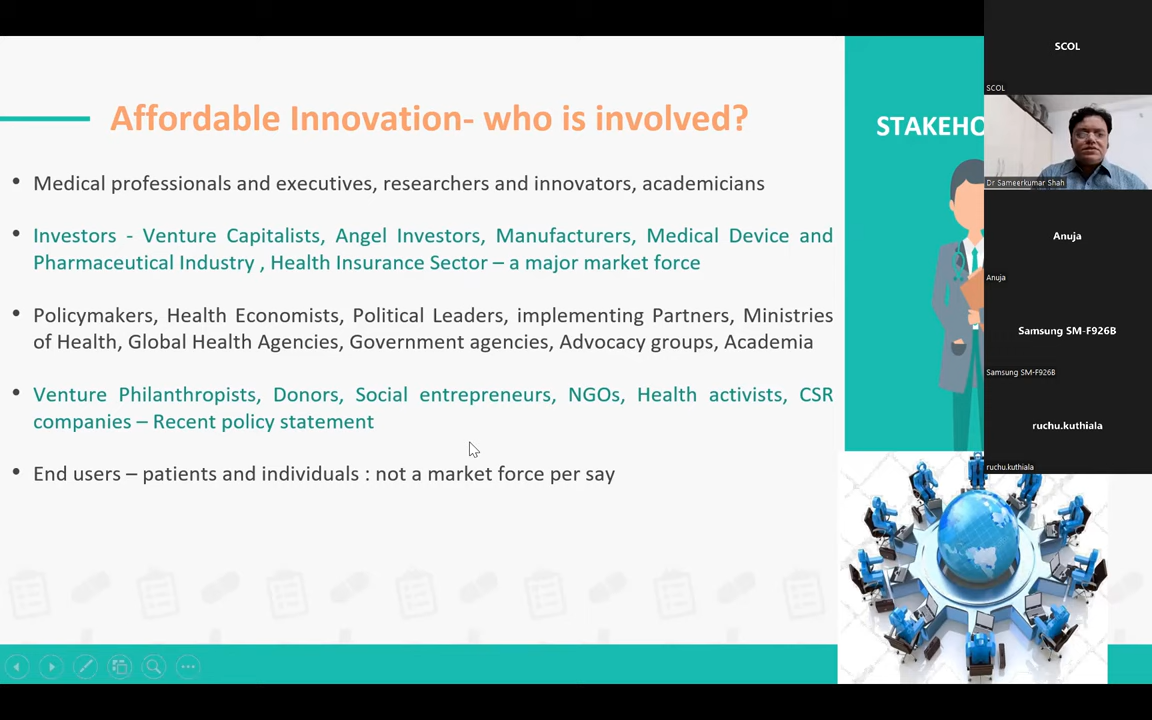 Affordable Innovation- who is involved?
• Medical professionals and executives, researchers and innovators, academicians
• Investors - Venture Capitalists, Angel Investors, Manufacturers, Medical Device and
Pharmaceutical Industry , Health Insurance Sector – a major market force
• Policymakers, Health Economists, Political Leaders, implementing Partners, Ministries
of Health, Global Health Agencies, Government agencies, Advocacy groups, Academia
• Venture Philanthropists, Donors, Social entrepreneurs, NGOs, Health activists, CSR
companies – Recent policy statement
• End users – patients and individuals : not a market force per say
STAKEHO
SCOL
SCOL
Dr Sameerkumar Shah
Anuja
Anuja
Samsung SM-F926B
Samsung SM-F926B
ruchu.kuthiala
ruchu.kuthiala